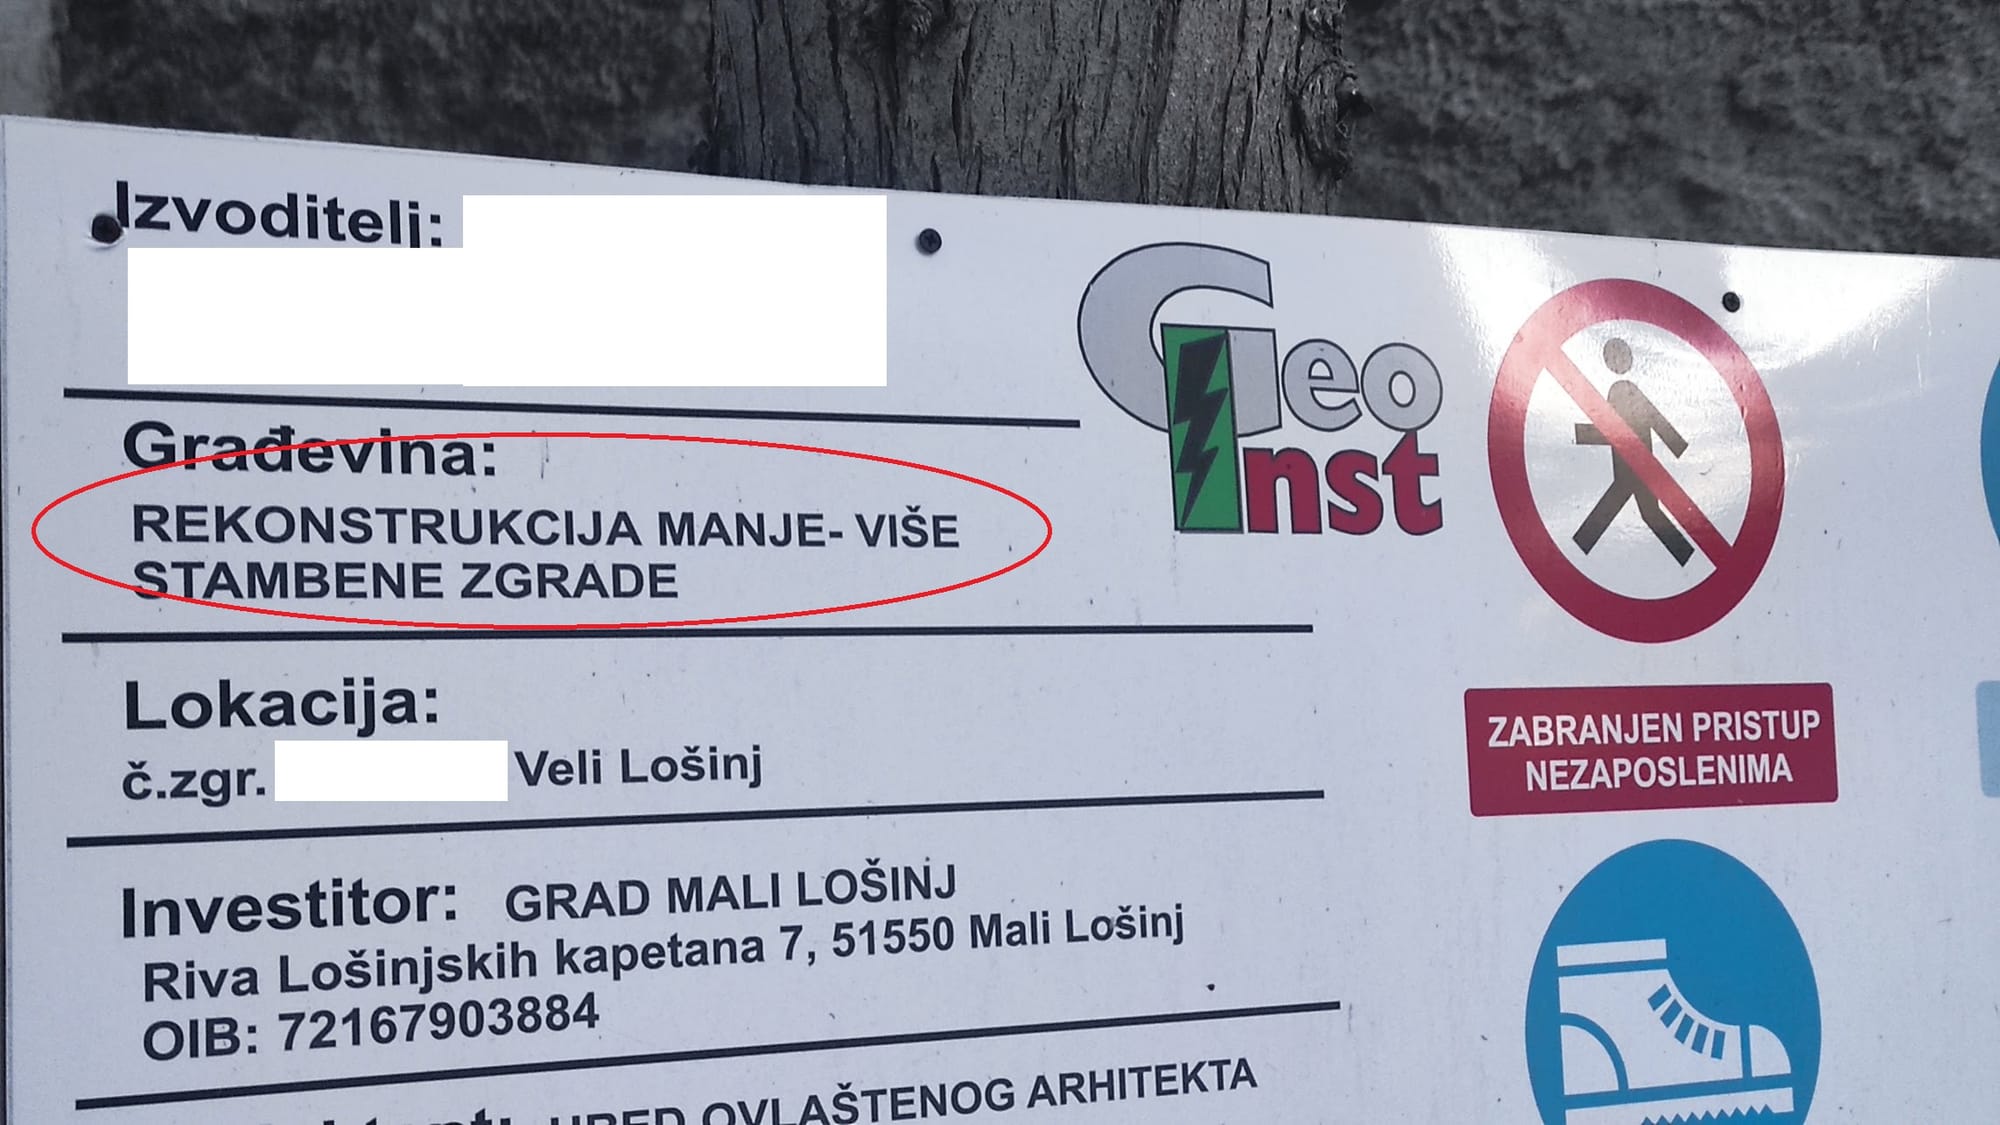 Izvoditelj:
Građevina:
REKONSTRUKCIJA MANJE- VIŠE
STAMBENE ZGRADE
Lokacija:
č.zgr. Veli Lošinj
Investitor: GRAD MALI LOŠINJ
Riva Lošinjskih kapetana 7, 51550 Mali Lošinj
OIB: 72167903884
URED OVLAŠTENOG ARHITEKTA
Geo
Inst
ZABRANJEN PRISTUP
NEZAPOSLENIMA